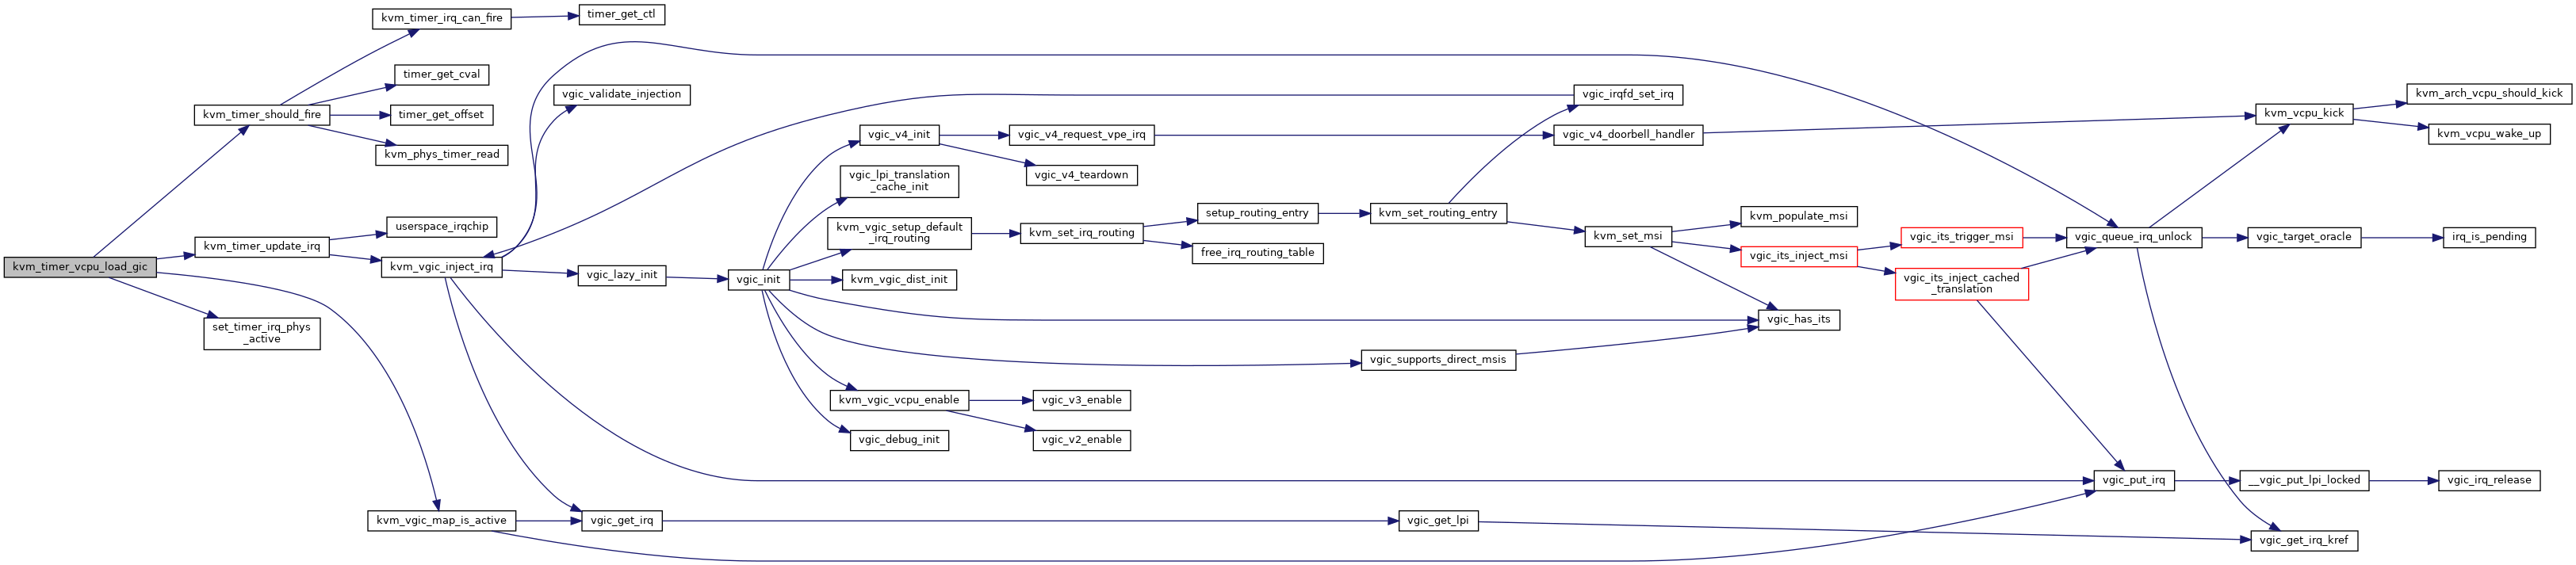 kvm_timer_vcpu_load_gic
kvm_timer_should_fire
kvm_timer_update_irq
set_timer_irq_phys
_active
kvm_timer_irq_can_fire
timer_get_cval
timer_get_offset
kvm_phys_timer_read
userspace_irqchip
kvm_vgic_inject_irq
kvm_vgic_map_is_active
timer_get_ctl
vgic_validate_injection
vgic_lazy_init
vgic_get_irq
vgic_init
vgic_v4_init
vgic_lpi_translation
_cache_init
kvm_vgic_setup_default
_irq_routing
kvm_vgic_dist_init
kvm_vgic_vcpu_enable
vgic_debug_init
vgic_v4_request_vpe_irq
vgic_v4_teardown
kvm_set_irq_routing
vgic_v3_enable
vgic_v2_enable
setup_routing_entry
free_irq_routing_table
kvm_set_routing_entry
vgic_supports_direct_msis
vgic_get_lpi
vgic_irqfd_set_irq
vgic_v4_doorbell_handler
kvm_set_msi
kvm_populate_msi
vgic_its_inject_msi
vgic_has_its
vgic_its_trigger_msi
vgic_its_inject_cached
_translation
vgic_queue_irq_unlock
vgic_put_irq
kvm_vcpu_kick
vgic_target_oracle
__vgic_put_lpi_locked
vgic_get_irq_kref
kvm_arch_vcpu_should_kick
kvm_vcpu_wake_up
irq_is_pending
vgic_irq_release